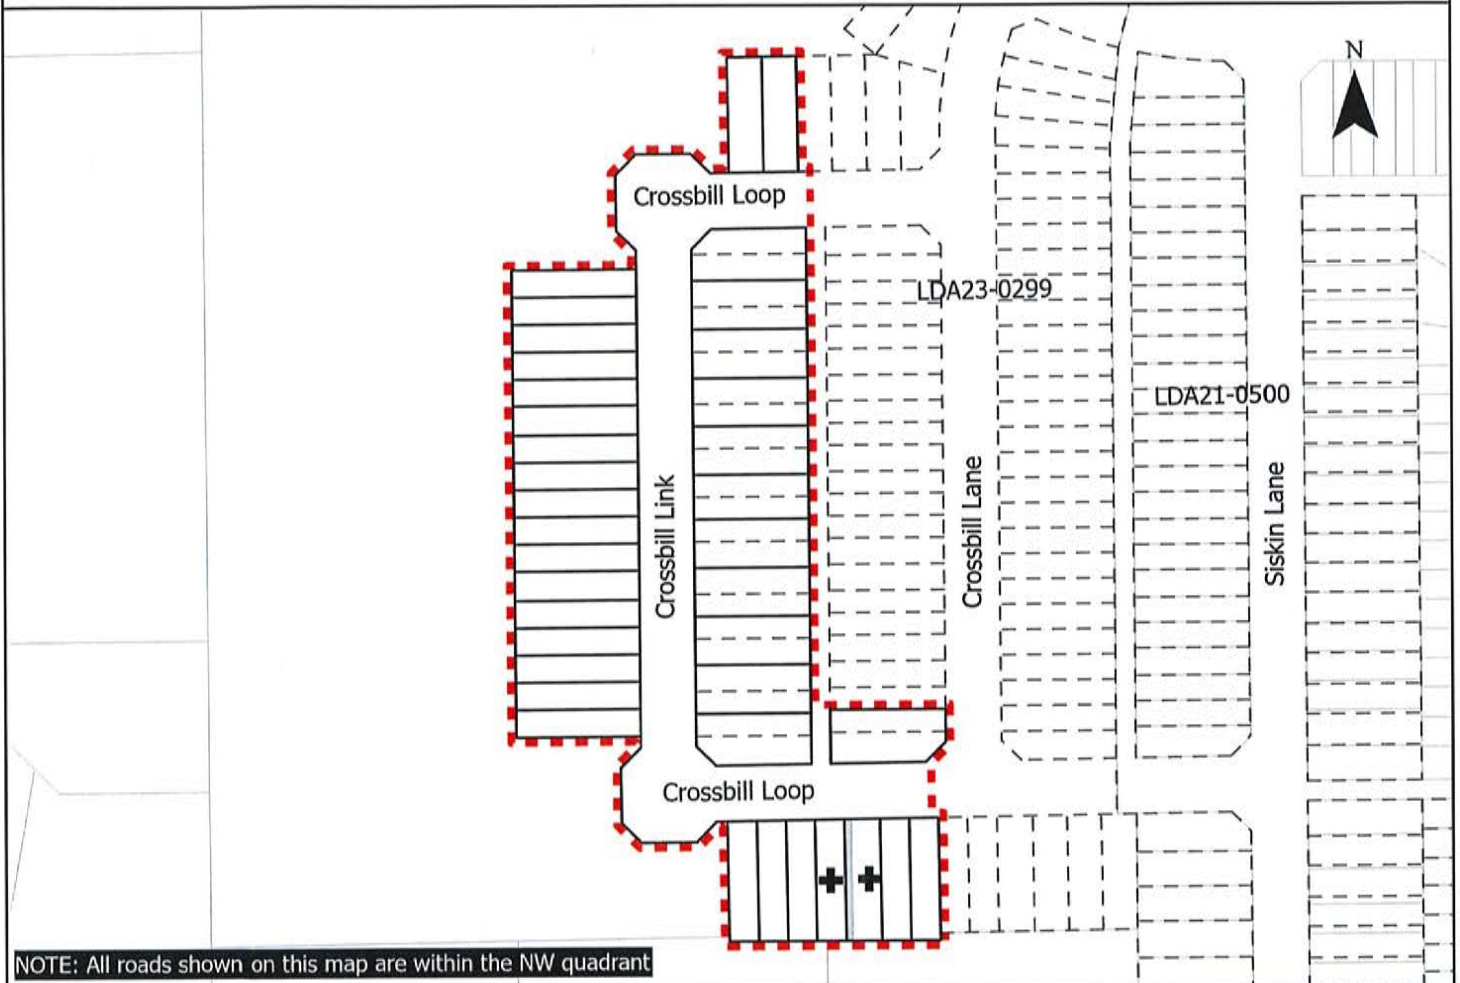 N
Crossbill Loop
LDA23-0299
LDA21-0500
Crossbill Link
Crossbill Lane
Siskin Lane
Crossbill Loop
NOTE: All roads shown on this map are within the NW quadrant